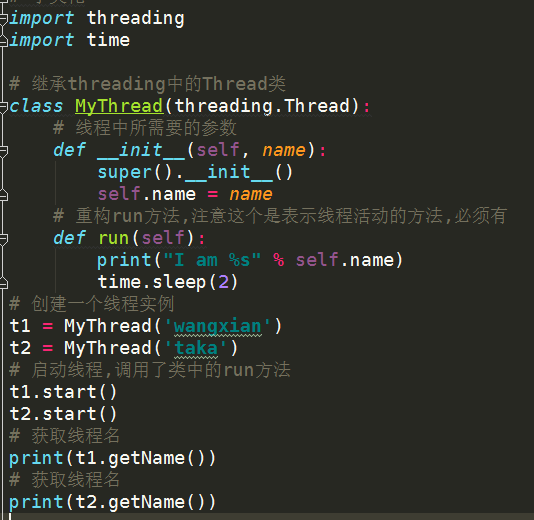 import threading
import time
# 继承threading中的Thread类
class MyThread(threading.Thread):
# 线程中所需要的参数
def __init__(self, name):
super().__init__()
self.name = name
# 重构run方法,注意这个是表示线程活动的方法,必须有
def run(self):
print("I am %s" % self.name)
time.sleep(2)
# 创建一个线程实例
t1 = MyThread('wangxian')
t2 = MyThread('taka')
# 启动线程,调用了类中的run方法
t1.start()
t2.start()
# 获取线程名
print(t1.getName())
# 获取线程名
print(t2.getName())